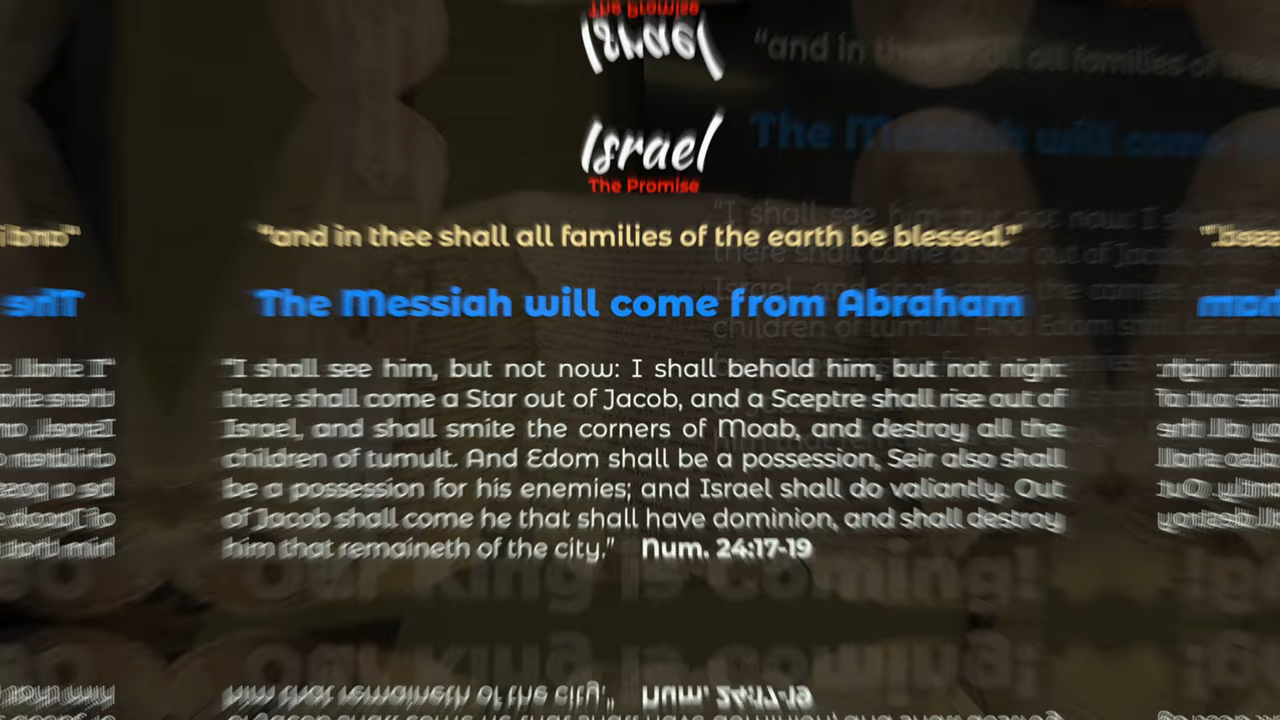 Israel
The Promise
"and in thee shall all families of the earth be blessed."
The Messiah will come from Abraham
"I shall see him, but not now: I shall behold him, but not nigh:
there shall come a Star out of Jacob, and a Sceptre shall rise out of
Israel, and shall smite the corners of Moab, and destroy all the
children of tumult. And Edom shall be a possession, Seir also shall
be a possession for his enemies; and Israel shall do valiantly. Out
of Jacob shall come he that shall have dominion, and shall destroy
him that remaineth of the city." Num. 24:17-19
Our King is Coming!